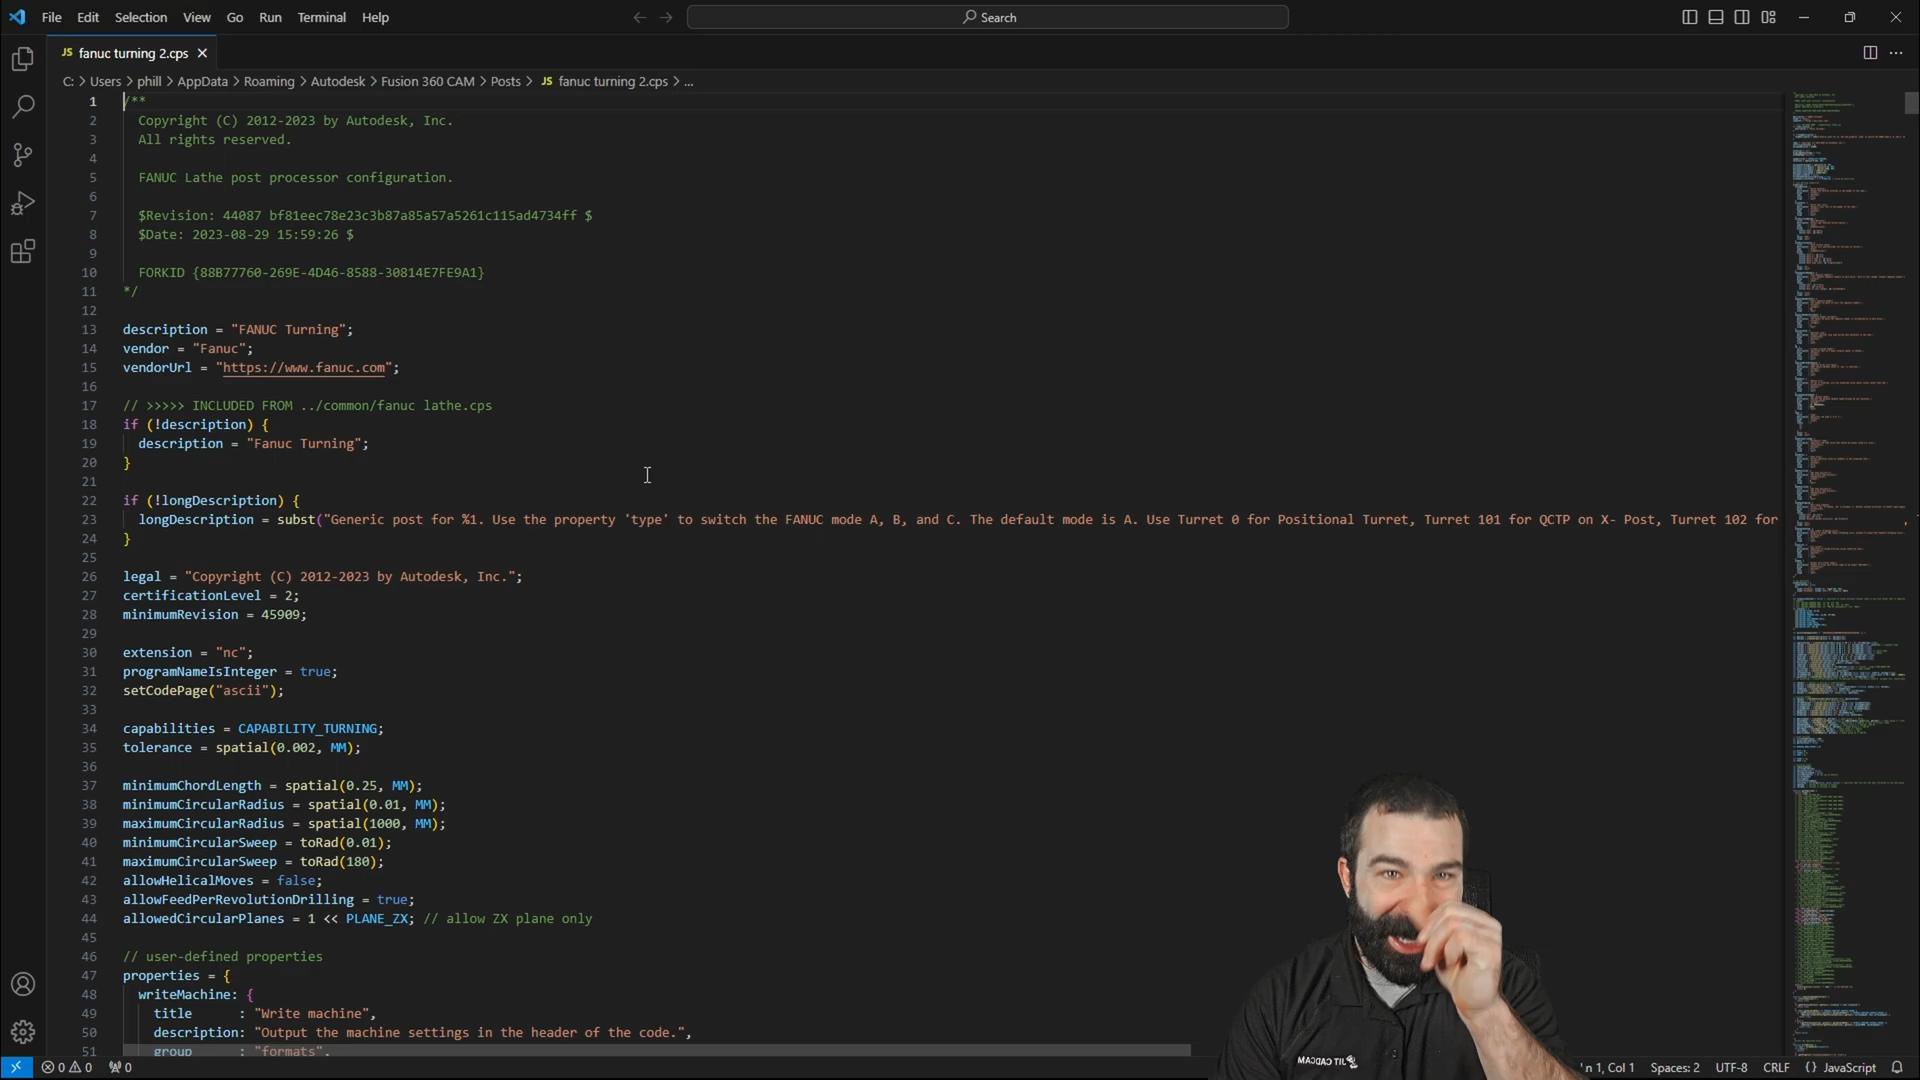 File Edit Selection View Go Run Terminal Help
Search
JS fanuc turning 2.cps
C: > Users > phill > AppData > Roaming > Autodesk > Fusion 360 CAM > Posts > JS fanuc turning 2.cps > ...
1 /**
2 Copyright (C) 2012-2023 by Autodesk, Inc.
3 All rights reserved.
4
5 FANUC Lathe post processor configuration.
6
7 $Revision: 44087 bf81eec78e23c3b87a85a57a5261c115ad4734ff $
8 $Date: 2023-08-29 15:59:26 $
9
10 FORKID {88B77760-269E-4D46-8588-30814E7FE9A1}
11 */
12
13 description = "FANUC Turning";
14 vendor = "Fanuc";
15 vendorUrl = "https://www.fanuc.com";
16
17 // >>>>> INCLUDED FROM ../common/fanuc lathe.cps
18 if (!description) {
19 description = "Fanuc Turning";
20 }
21
22 if (!longDescription) {
23 longDescription = subst("Generic post for %1. Use the property 'type' to switch the FANUC mode A, B, and C. The default mode is A. Use Turret 0 for Positional Turret, Turret 101 for QCTP on X- Post, Turret 102 for
24 }
25
26 legal = "Copyright (C) 2012-2023 by Autodesk, Inc.";
27 certificationLevel = 2;
28 minimumRevision = 45909;
29
30 extension = "nc";
31 programNameIsInteger = true;
32 setCodePage("ascii");
33
34 capabilities = CAPABILITY_TURNING;
35 tolerance = spatial(0.002, MM);
36
37 minimumChordLength = spatial(0.25, MM);
38 minimumCircularRadius = spatial(0.01, MM);
39 maximumCircularRadius = spatial(1000, MM);
40 minimumCircularSweep = toRad(0.01);
41 maximumCircularSweep = toRad(180);
42 allowHelicalMoves = false;
43 allowFeedPerRevolutionDrilling = true;
44 allowedCircularPlanes = 1 << PLANE_ZX; // allow ZX plane only
45
46 // user-defined properties
47 properties = {
48 writeMachine: {
49 title : "Write machine",
50 description: "Output the machine settings in the header of the code.",
51 group : "formats",
JIT CADCAM
0 0 0
Ln 1, Col 1 Spaces: 2 UTF-8 CRLF {} JavaScript